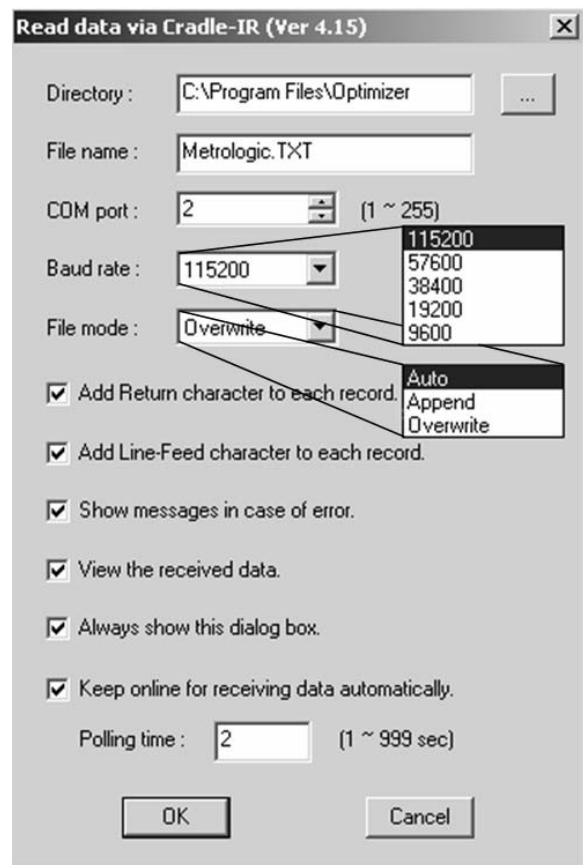 Read data via Cradle-IR (Ver 4.15)
Directory : C:\Program Files\Optimizer ...
File name : Metrologic.TXT
COM port : 2 (1 ~ 255)
Baud rate : 115200
115200
57600
38400
19200
9600
File mode : Overwrite
Auto
Append
Overwrite
Add Return character to each record.
Add Line-Feed character to each record.
Show messages in case of error.
View the received data.
Always show this dialog box.
Keep online for receiving data automatically.
Polling time : 2 (1 ~ 999 sec)
OK Cancel